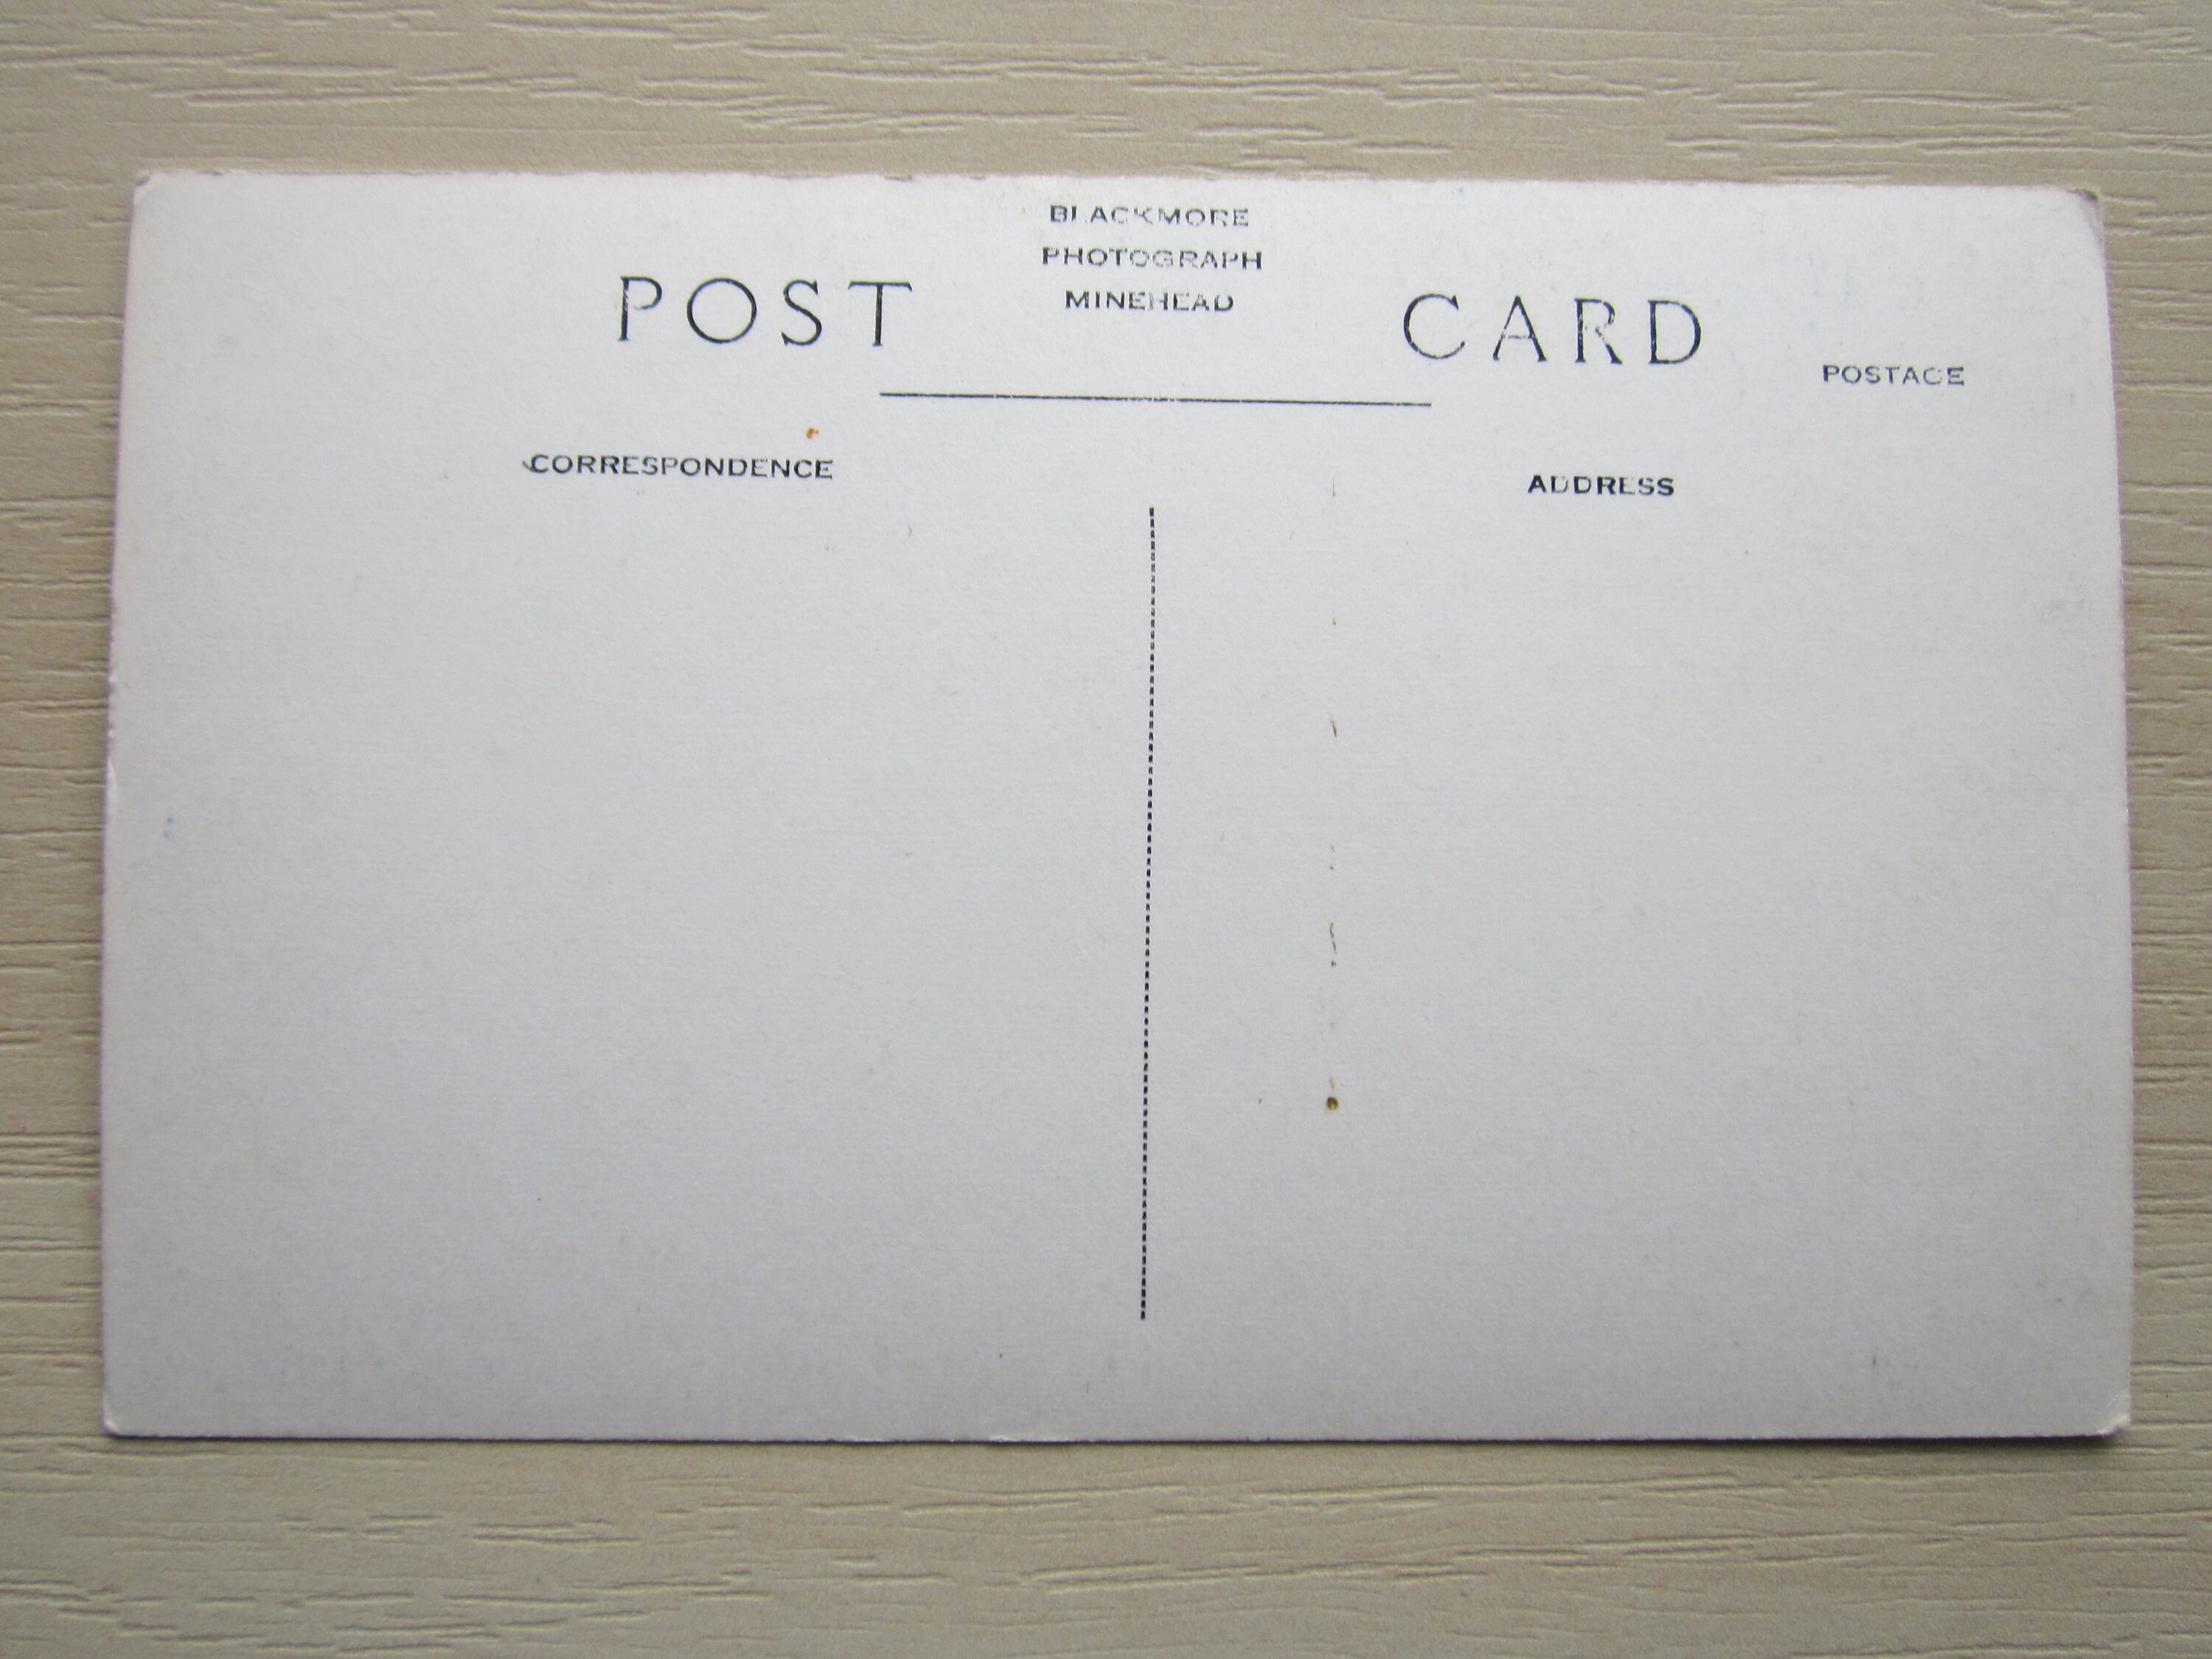 BLACKMORE
PHOTOGRAPH
MINEHEAD
POST CARD
POSTAGE
CORRESPONDENCE
ADDRESS